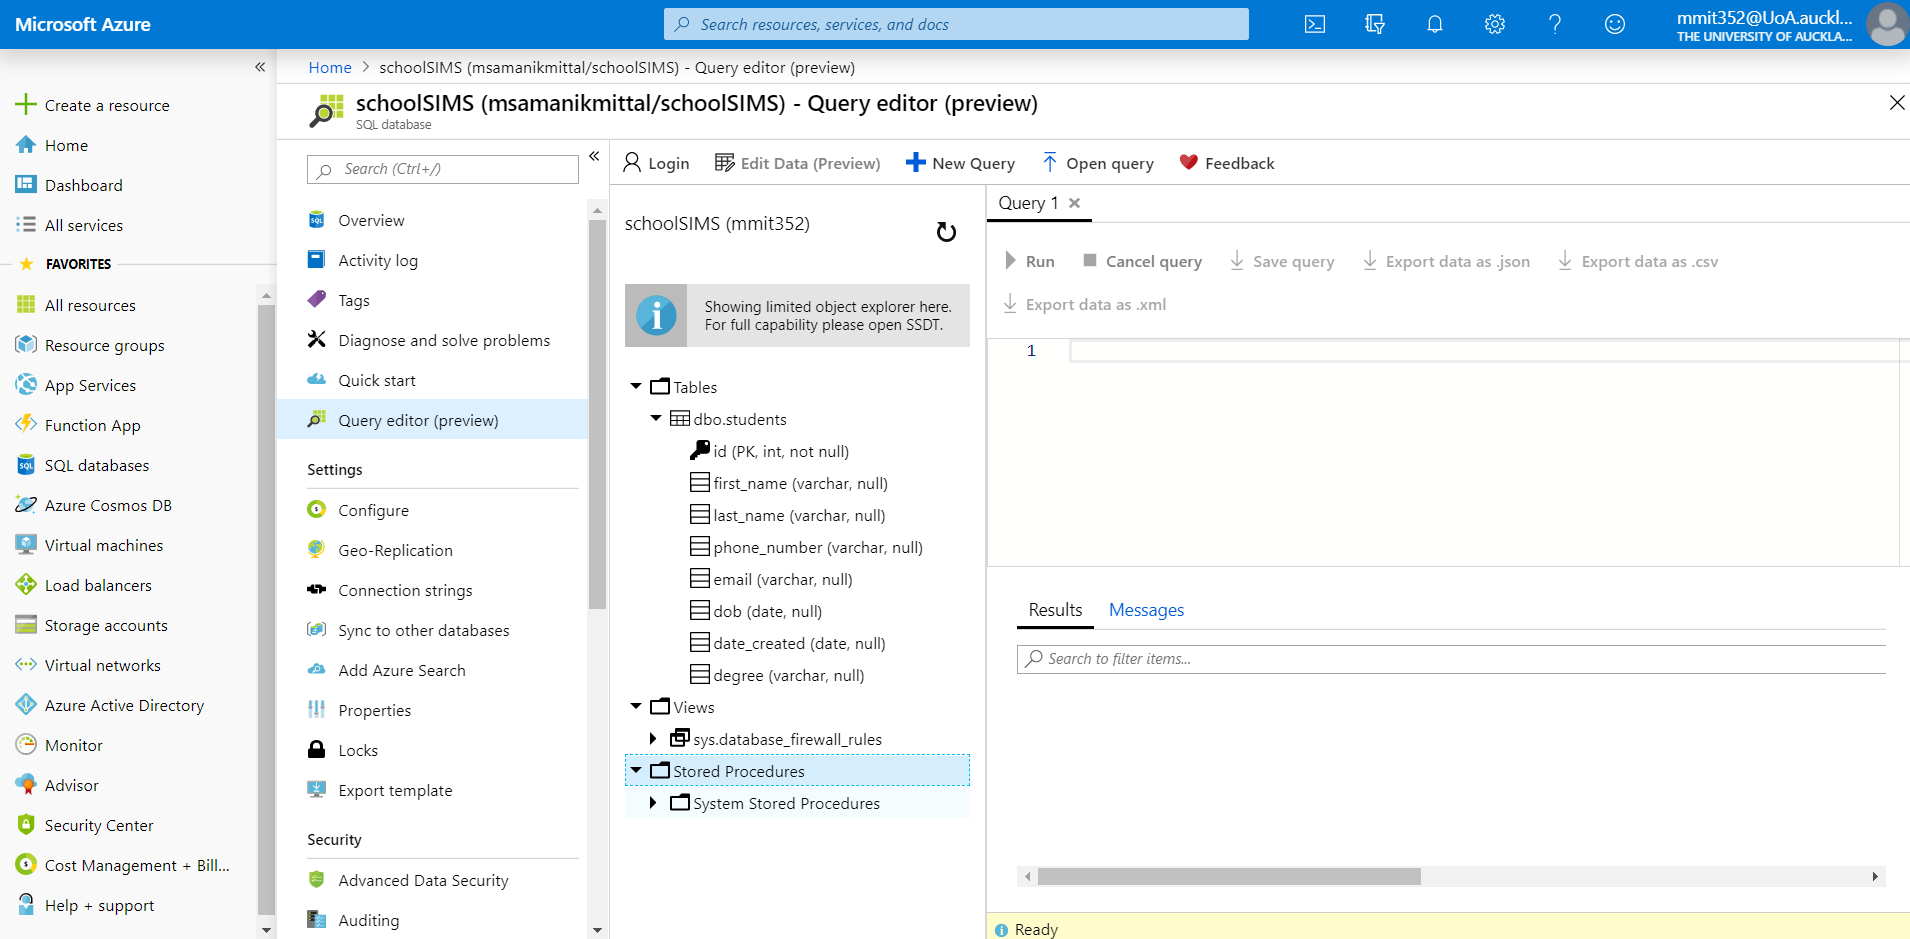 Microsoft Azure
Search resources, services, and docs
mmit352@UoA.auckl...
THE UNIVERSITY OF AUCKLA...
«
Create a resource
Home
Dashboard
All services
FAVORITES
All resources
Resource groups
App Services
Function App
SQL databases
Azure Cosmos DB
Virtual machines
Load balancers
Storage accounts
Virtual networks
Azure Active Directory
Monitor
Advisor
Security Center
Cost Management + Bill...
Help + support
Home > schoolSIMS (msamanikmittal/schoolSIMS) - Query editor (preview)
schoolSIMS (msamanikmittal/schoolSIMS) - Query editor (preview)
SQL database
Search (Ctrl+/)
«
Overview
Activity log
Tags
Diagnose and solve problems
Quick start
Query editor (preview)
Settings
Configure
Geo-Replication
Connection strings
Sync to other databases
Add Azure Search
Properties
Locks
Export template
Security
Advanced Data Security
Auditing
Login
Edit Data (Preview)
New Query
Open query
Feedback
schoolSIMS (mmit352)
Showing limited object explorer here.
For full capability please open SSDT.
Tables
dbo.students
id (PK, int, not null)
first_name (varchar, null)
last_name (varchar, null)
phone_number (varchar, null)
email (varchar, null)
dob (date, null)
date_created (date, null)
degree (varchar, null)
Views
sys.database_firewall_rules
Stored Procedures
System Stored Procedures
Query 1
Run
Cancel query
Save query
Export data as .json
Export data as .csv
Export data as .xml
1
Results
Messages
Search to filter items...
Ready